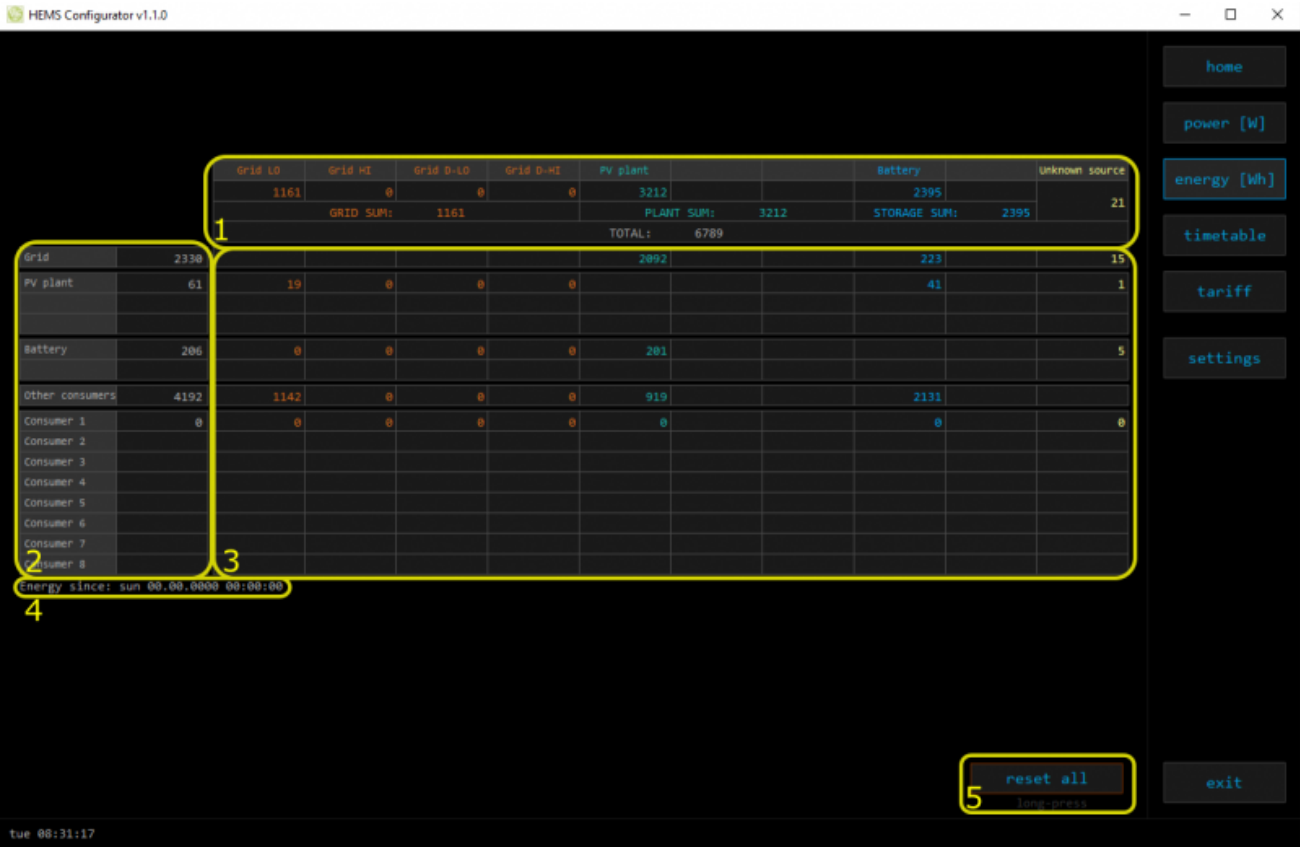 HEMS Configurator v1.1.0
home
power [W]
energy [Wh]
timetable
tariff
settings
Grid LO Grid HI Grid D-LO Grid D-HI PV plant Battery Unknown source
1161 0 0 0 3212 2395 21
GRID SUM: 1161 PLANT SUM: 3212 STORAGE SUM: 2395
TOTAL: 6789
1
Grid 2330 2092 223 15
PV plant 61 19 0 0 0 41 1
Battery 206 0 0 0 0 201 5
Other consumers 4192 1142 0 0 0 919 2131
Consumer 1 0 0 0 0 0 0 0 0
Consumer 2
Consumer 3
Consumer 4
Consumer 5
Consumer 6
Consumer 7
Consumer 8
2
3
Energy since: sun 00.00.0000 00:00:00
4
reset all
long-press
5
exit
tue 08:31:17